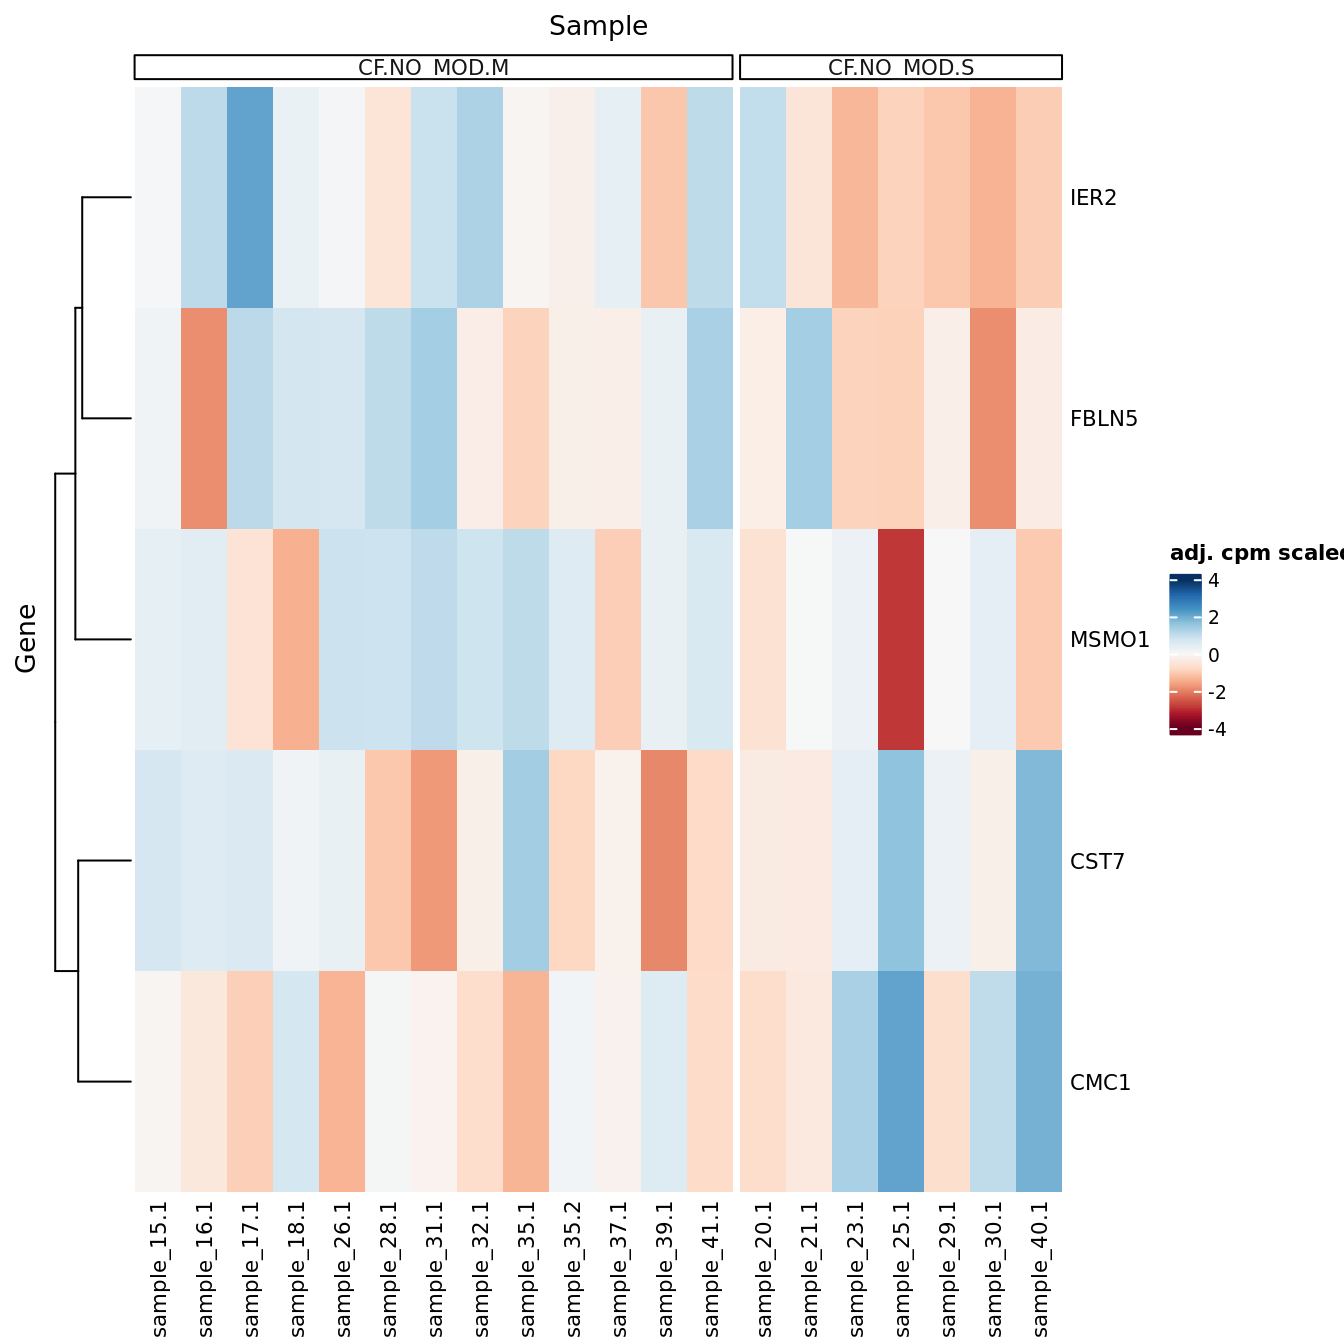 Sample
CF.NO_MOD.M
CF.NO_MOD.S
IER2
FBLN5
MSMO1
CST7
CMC1
Gene
adj. cpm scaled
4
2
0
-2
-4
sample_15.1
sample_16.1
sample_17.1
sample_18.1
sample_26.1
sample_28.1
sample_31.1
sample_32.1
sample_35.1
sample_35.2
sample_37.1
sample_39.1
sample_41.1
sample_20.1
sample_21.1
sample_23.1
sample_25.1
sample_29.1
sample_30.1
sample_40.1